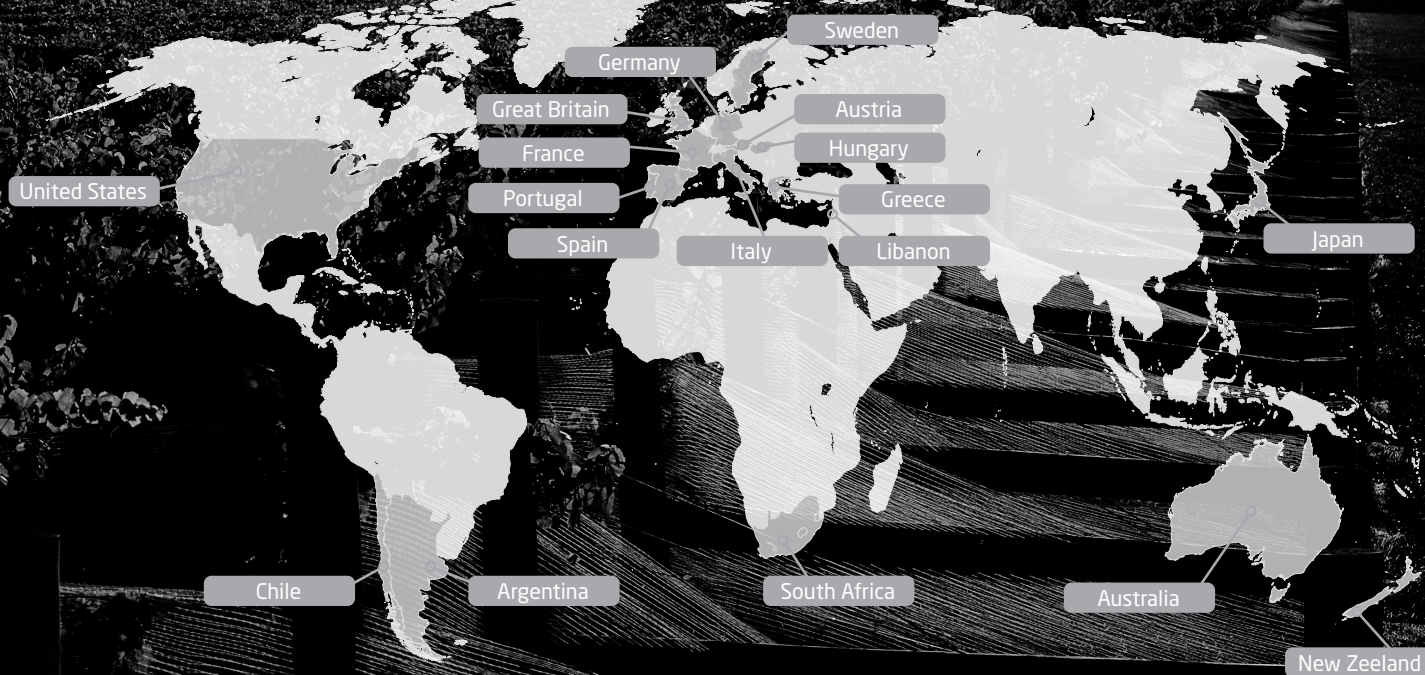 Sweden
Germany
Great Britain
Austria
France
Hungary
United States
Portugal
Greece
Spain
Italy
Libanon
Japan
Chile
Argentina
South Africa
Australia
New Zeeland